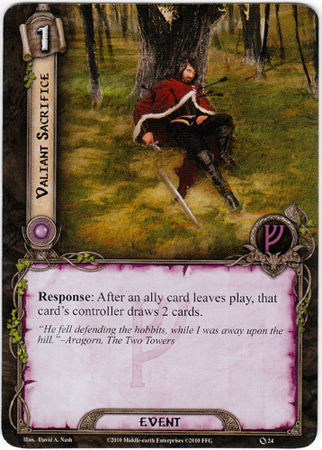 1
VALIANT SACRIFICE
Response: After an ally card leaves play, that
card's controller draws 2 cards.
“He fell defending the hobbits, while I was away upon the
hill.”–Aragorn, The Two Towers
EVENT
Illus. David A. Nash
©2010 Middle-earth Enterprises ©2010 FFG
24